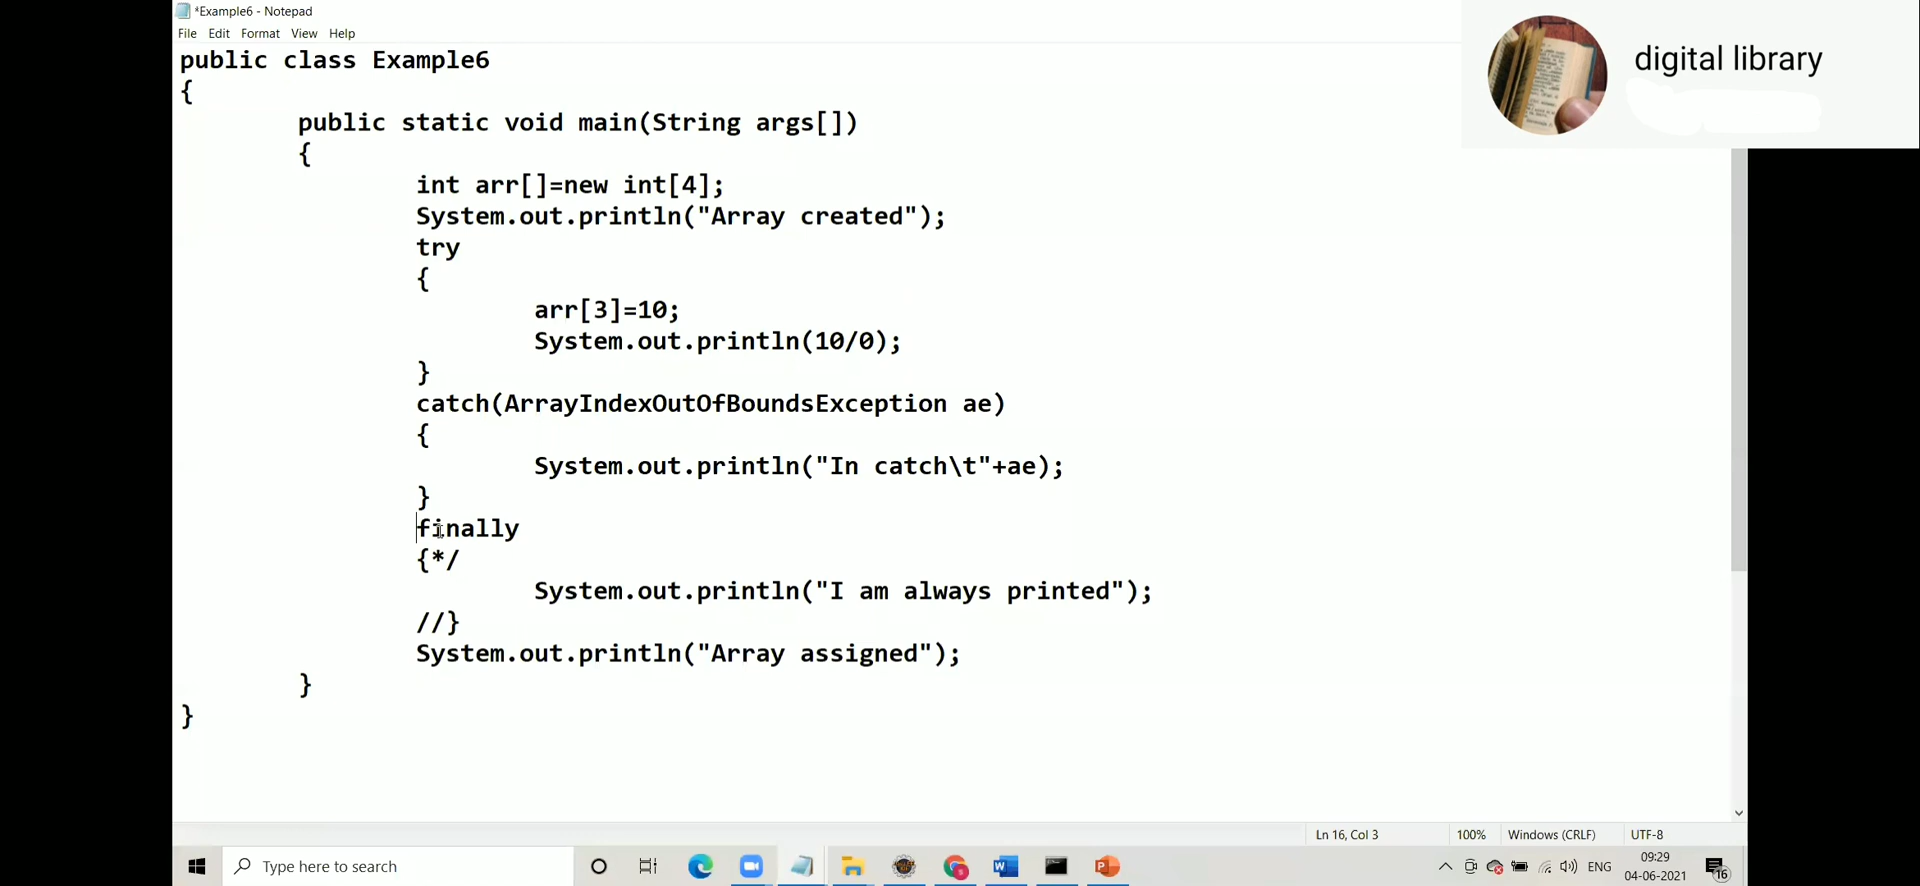 *Example6 - Notepad
File Edit Format View Help
digital library
public class Example6
{
public static void main(String args[])
{
int arr[]=new int[4];
System.out.println("Array created");
try
{
arr[3]=10;
System.out.println(10/0);
}
catch(ArrayIndexOutOfBoundsException ae)
{
System.out.println("In catch\t"+ae);
}
finally
{*/
System.out.println("I am always printed");
//}
System.out.println("Array assigned");
}
}
Ln 16, Col 3 100% Windows (CRLF) UTF-8
Type here to search
ENG
09:29
04-06-2021
16